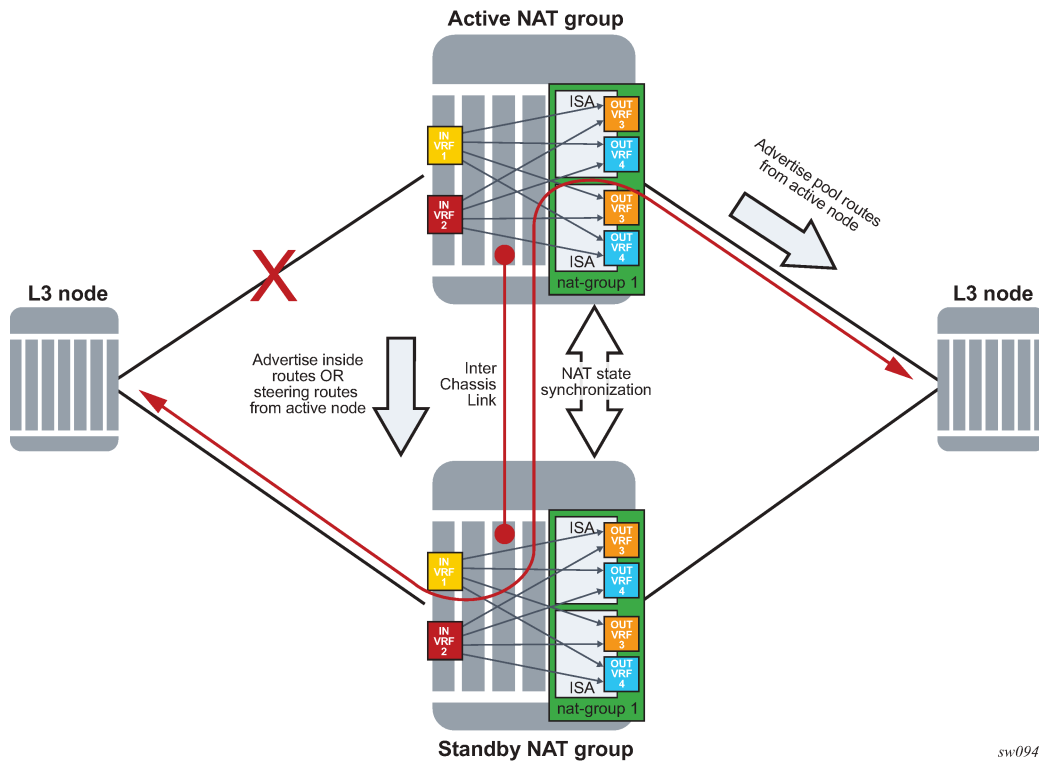 Active NAT group
ISA
OUT
VRF
3
IN
VRF
1
OUT
VRF
4
IN
VRF
2
OUT
VRF
3
OUT
VRF
4
ISA
nat-group 1
Advertise pool routes
from active node
X
L3 node
L3 node
Advertise inside
routes OR
steering routes
from active node
Inter
Chassis
Link
NAT state
synchronization
ISA
OUT
VRF
3
IN
VRF
1
OUT
VRF
4
IN
VRF
2
OUT
VRF
3
OUT
VRF
4
ISA
nat-group 1
Standby NAT group
sw094